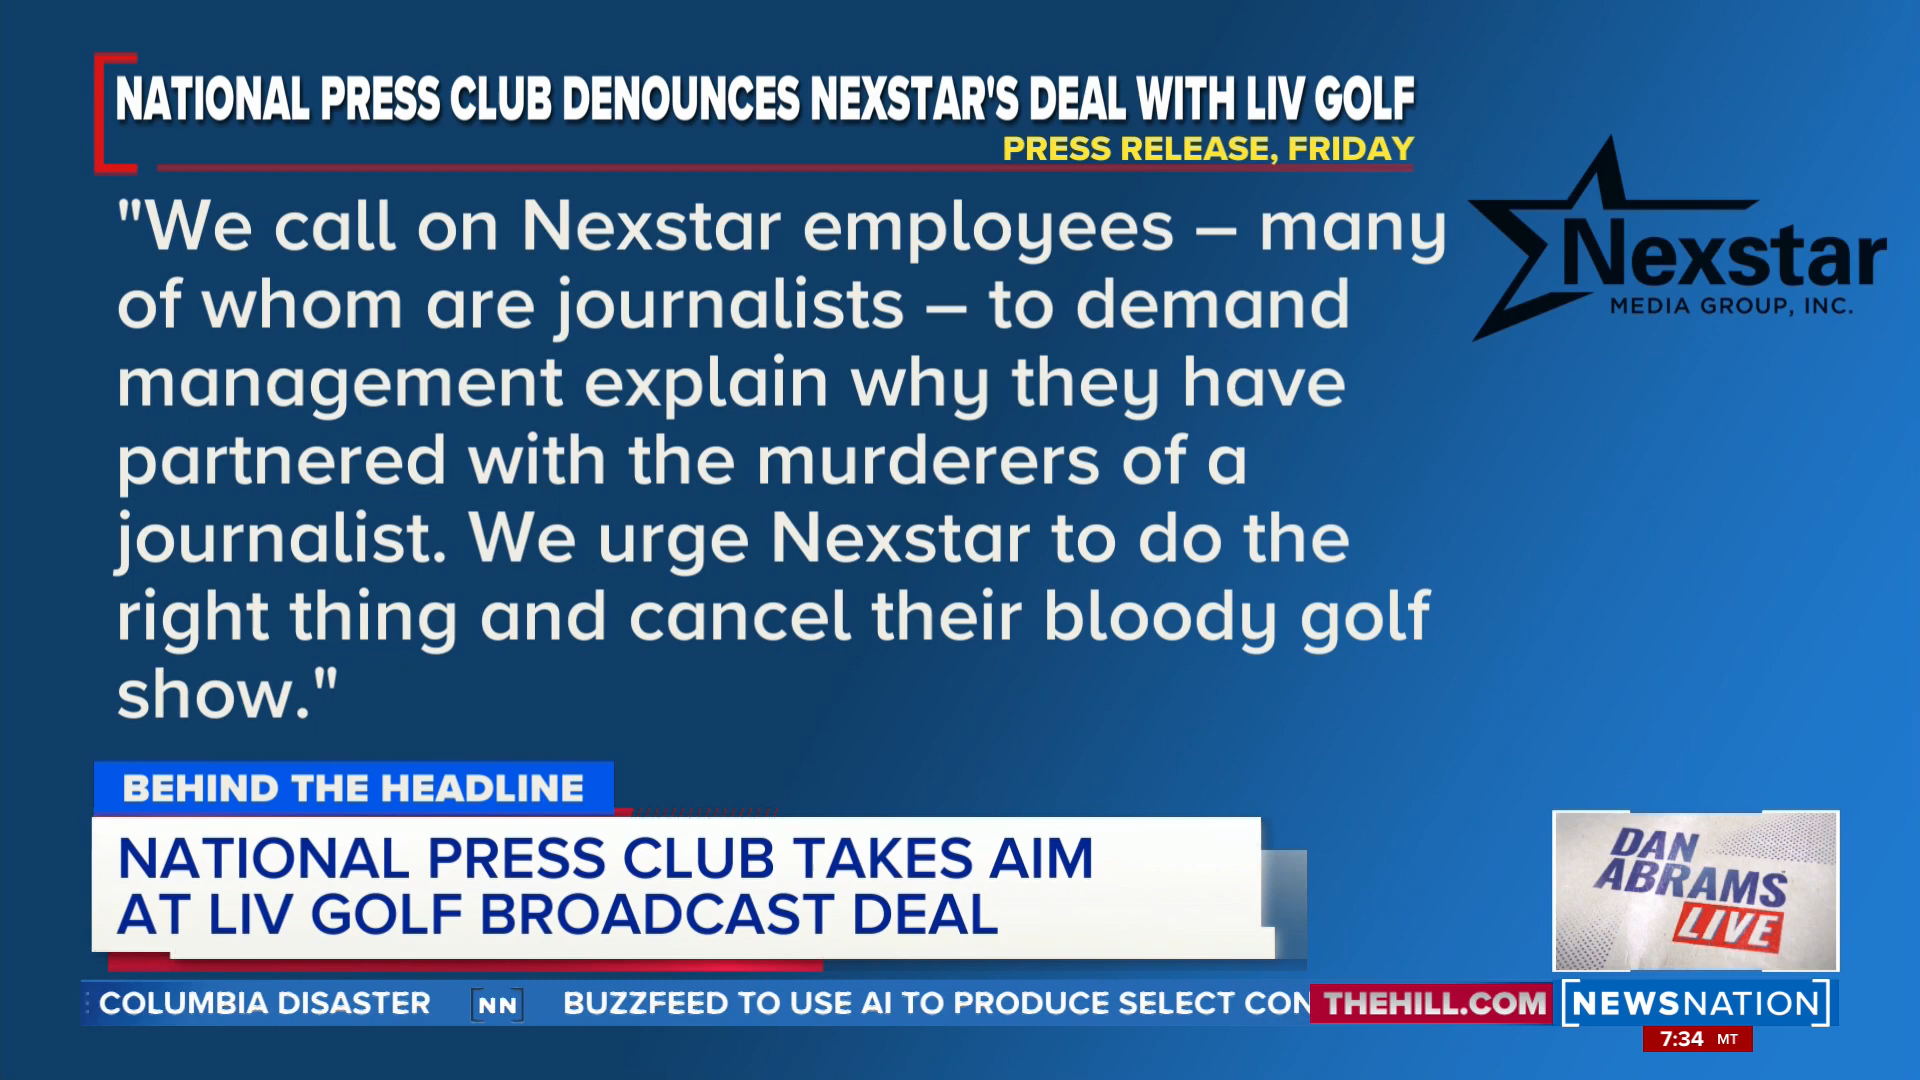 NATIONAL PRESS CLUB DENOUNCES NEXSTAR'S DEAL WITH LIV GOLF
PRESS RELEASE, FRIDAY
"We call on Nexstar employees – many
of whom are journalists – to demand
management explain why they have
partnered with the murderers of a
journalist. We urge Nexstar to do the
right thing and cancel their bloody golf
show."
Nexstar
MEDIA GROUP, INC.
BEHIND THE HEADLINE
NATIONAL PRESS CLUB TAKES AIM
AT LIV GOLF BROADCAST DEAL
DAN
ABRAMS
LIVE
COLUMBIA DISASTER [NN] BUZZFEED TO USE AI TO PRODUCE SELECT CON
THEHILL.COM
[NEWSNATION]
7:34 MT